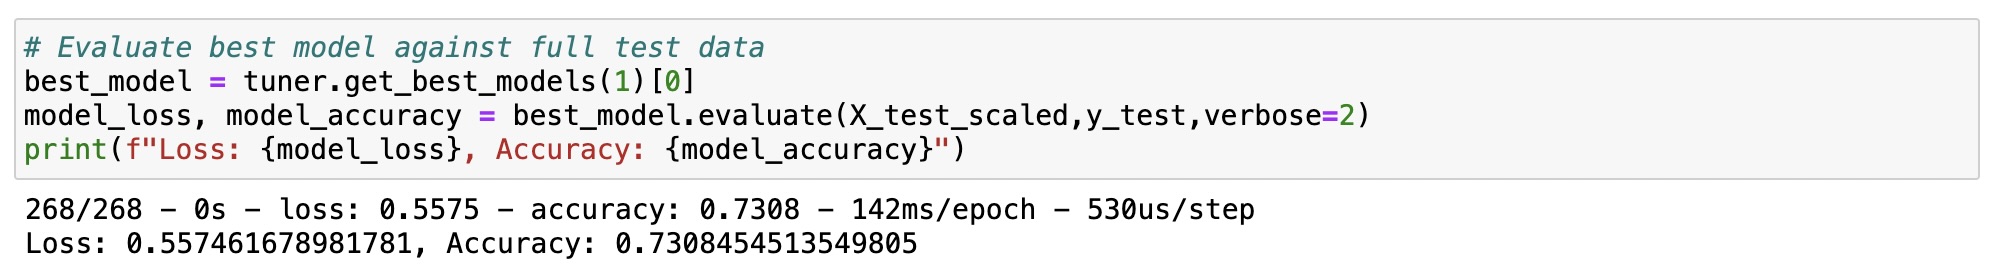 # Evaluate best model against full test data
best_model = tuner.get_best_models(1)[0]
model_loss, model_accuracy = best_model.evaluate(X_test_scaled,y_test,verbose=2)
print(f"Loss: {model_loss}, Accuracy: {model_accuracy}")
268/268 - 0s - loss: 0.5575 - accuracy: 0.7308 - 142ms/epoch - 530us/step
Loss: 0.557461678981781, Accuracy: 0.7308454513549805